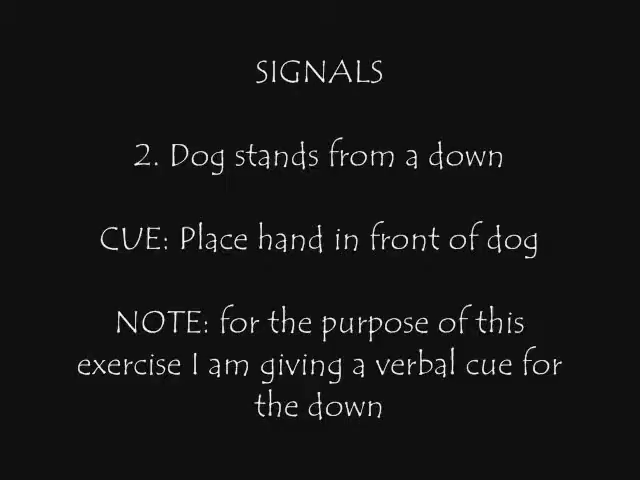 SIGNALS
2. Dog stands from a down
CUE: Place hand in front of dog
NOTE: for the purpose of this
exercise I am giving a verbal cue for
the down